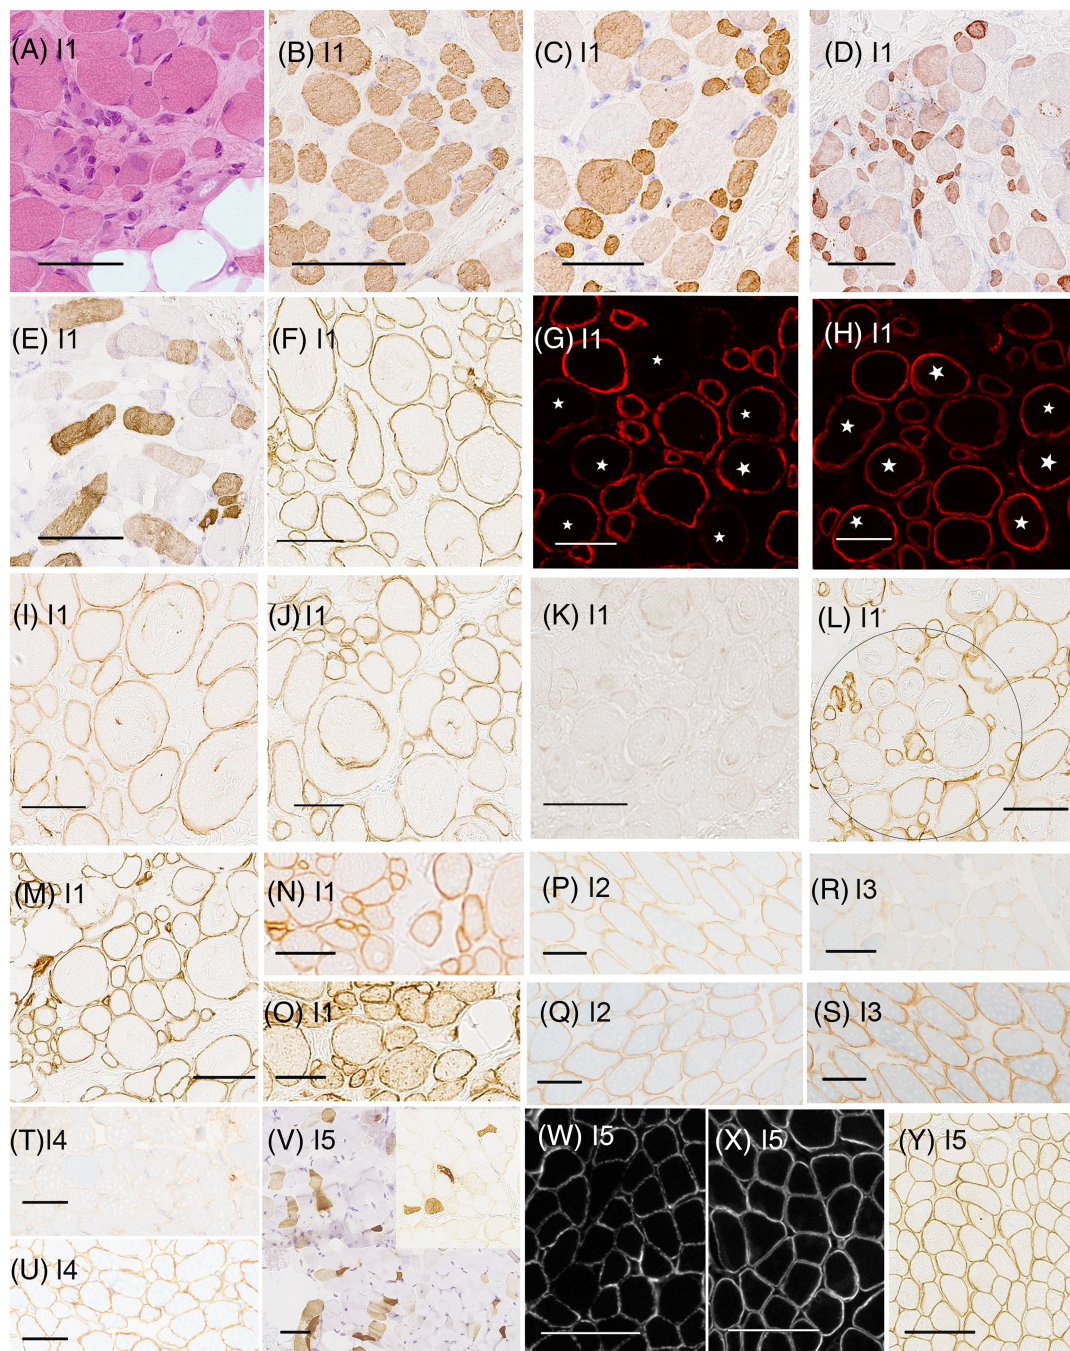 (A) I1
(B) I1
(C) I1
(D) I1
(E) I1
(F) I1
(G) I1
(H) I1
(I) I1
(J) I1
(K) I1
(L) I1
(M) I1
(N) I1
(P) I2
(R) I3
(O) I1
(Q) I2
(S) I3
(T)I4
(V) I5
(W) I5
(X) I5
(Y) I5
(U) I4